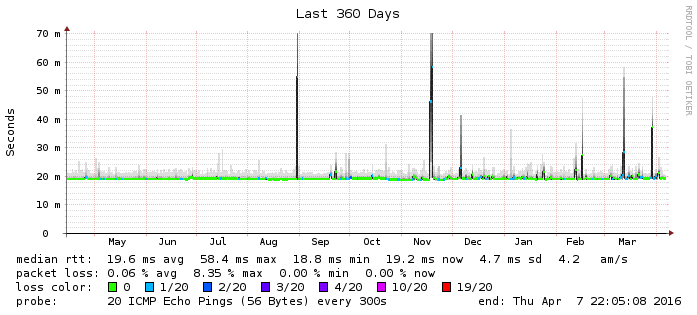 Last 360 Days
RRDTOOL / TOBI OETIKER
Seconds
70 m
60 m
50 m
40 m
30 m
20 m
10 m
0
May Jun Jul Aug Sep Oct Nov Dec Jan Feb Mar
median rtt: 19.6 ms avg 58.4 ms max 18.8 ms min 19.2 ms now 4.7 ms sd 4.2 am/s
packet loss: 0.06 % avg 8.35 % max 0.00 % min 0.00 % now
loss color: 0 1/20 2/20 3/20 4/20 10/20 19/20
probe: 20 ICMP Echo Pings (56 Bytes) every 300s end: Thu Apr 7 22:05:08 2016